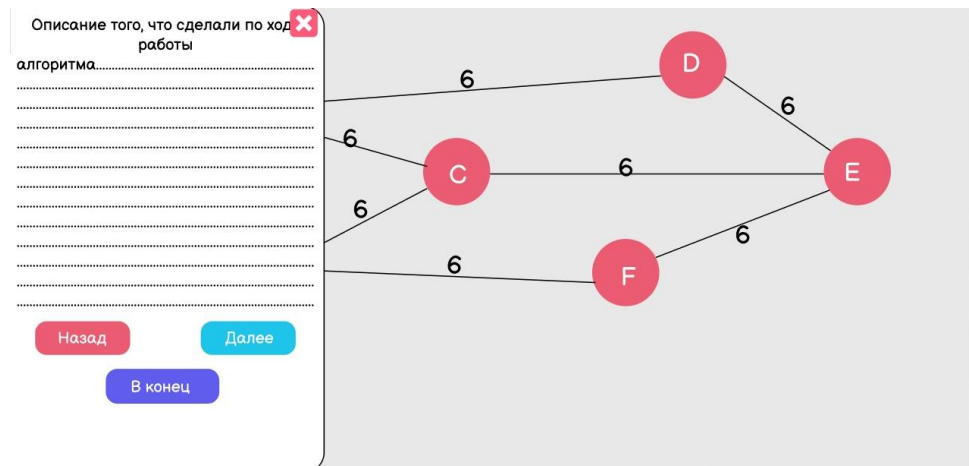 Описание того, что сделали по ход
работы
алгоритма..............................................................
Назад
Далее
В конец
6
D
6
6
C
6
E
6
6
F
6